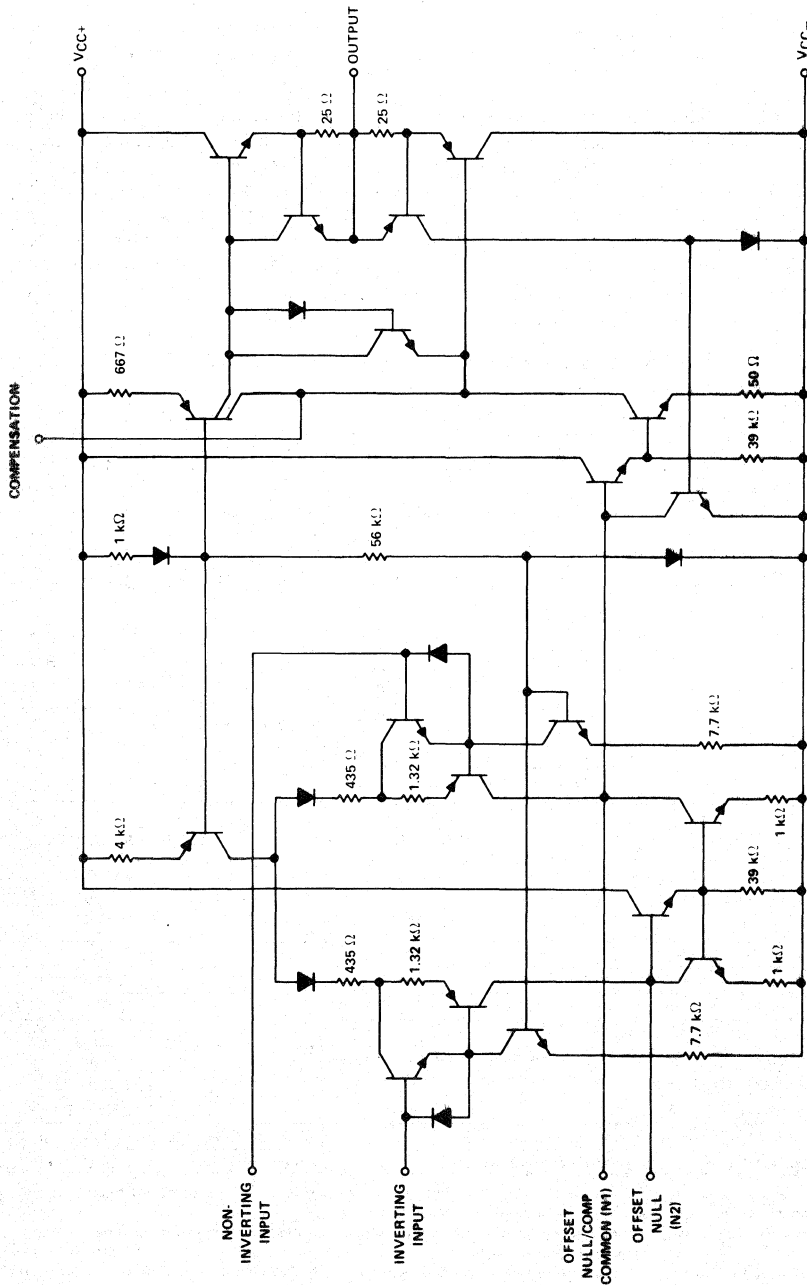 COMPENSATION
VCC+
OUTPUT
VCC−
667 Ω
25 Ω
25 Ω
1 kΩ
56 kΩ
39 kΩ
50 Ω
4 kΩ
435 Ω
1.32 kΩ
435 Ω
1.32 kΩ
7.7 kΩ
1 kΩ
39 kΩ
1 kΩ
7.7 kΩ
NON-
INVERTING
INPUT
INVERTING
INPUT
OFFSET
NULL/COMP
COMMON (N1)
OFFSET
NULL
(N2)